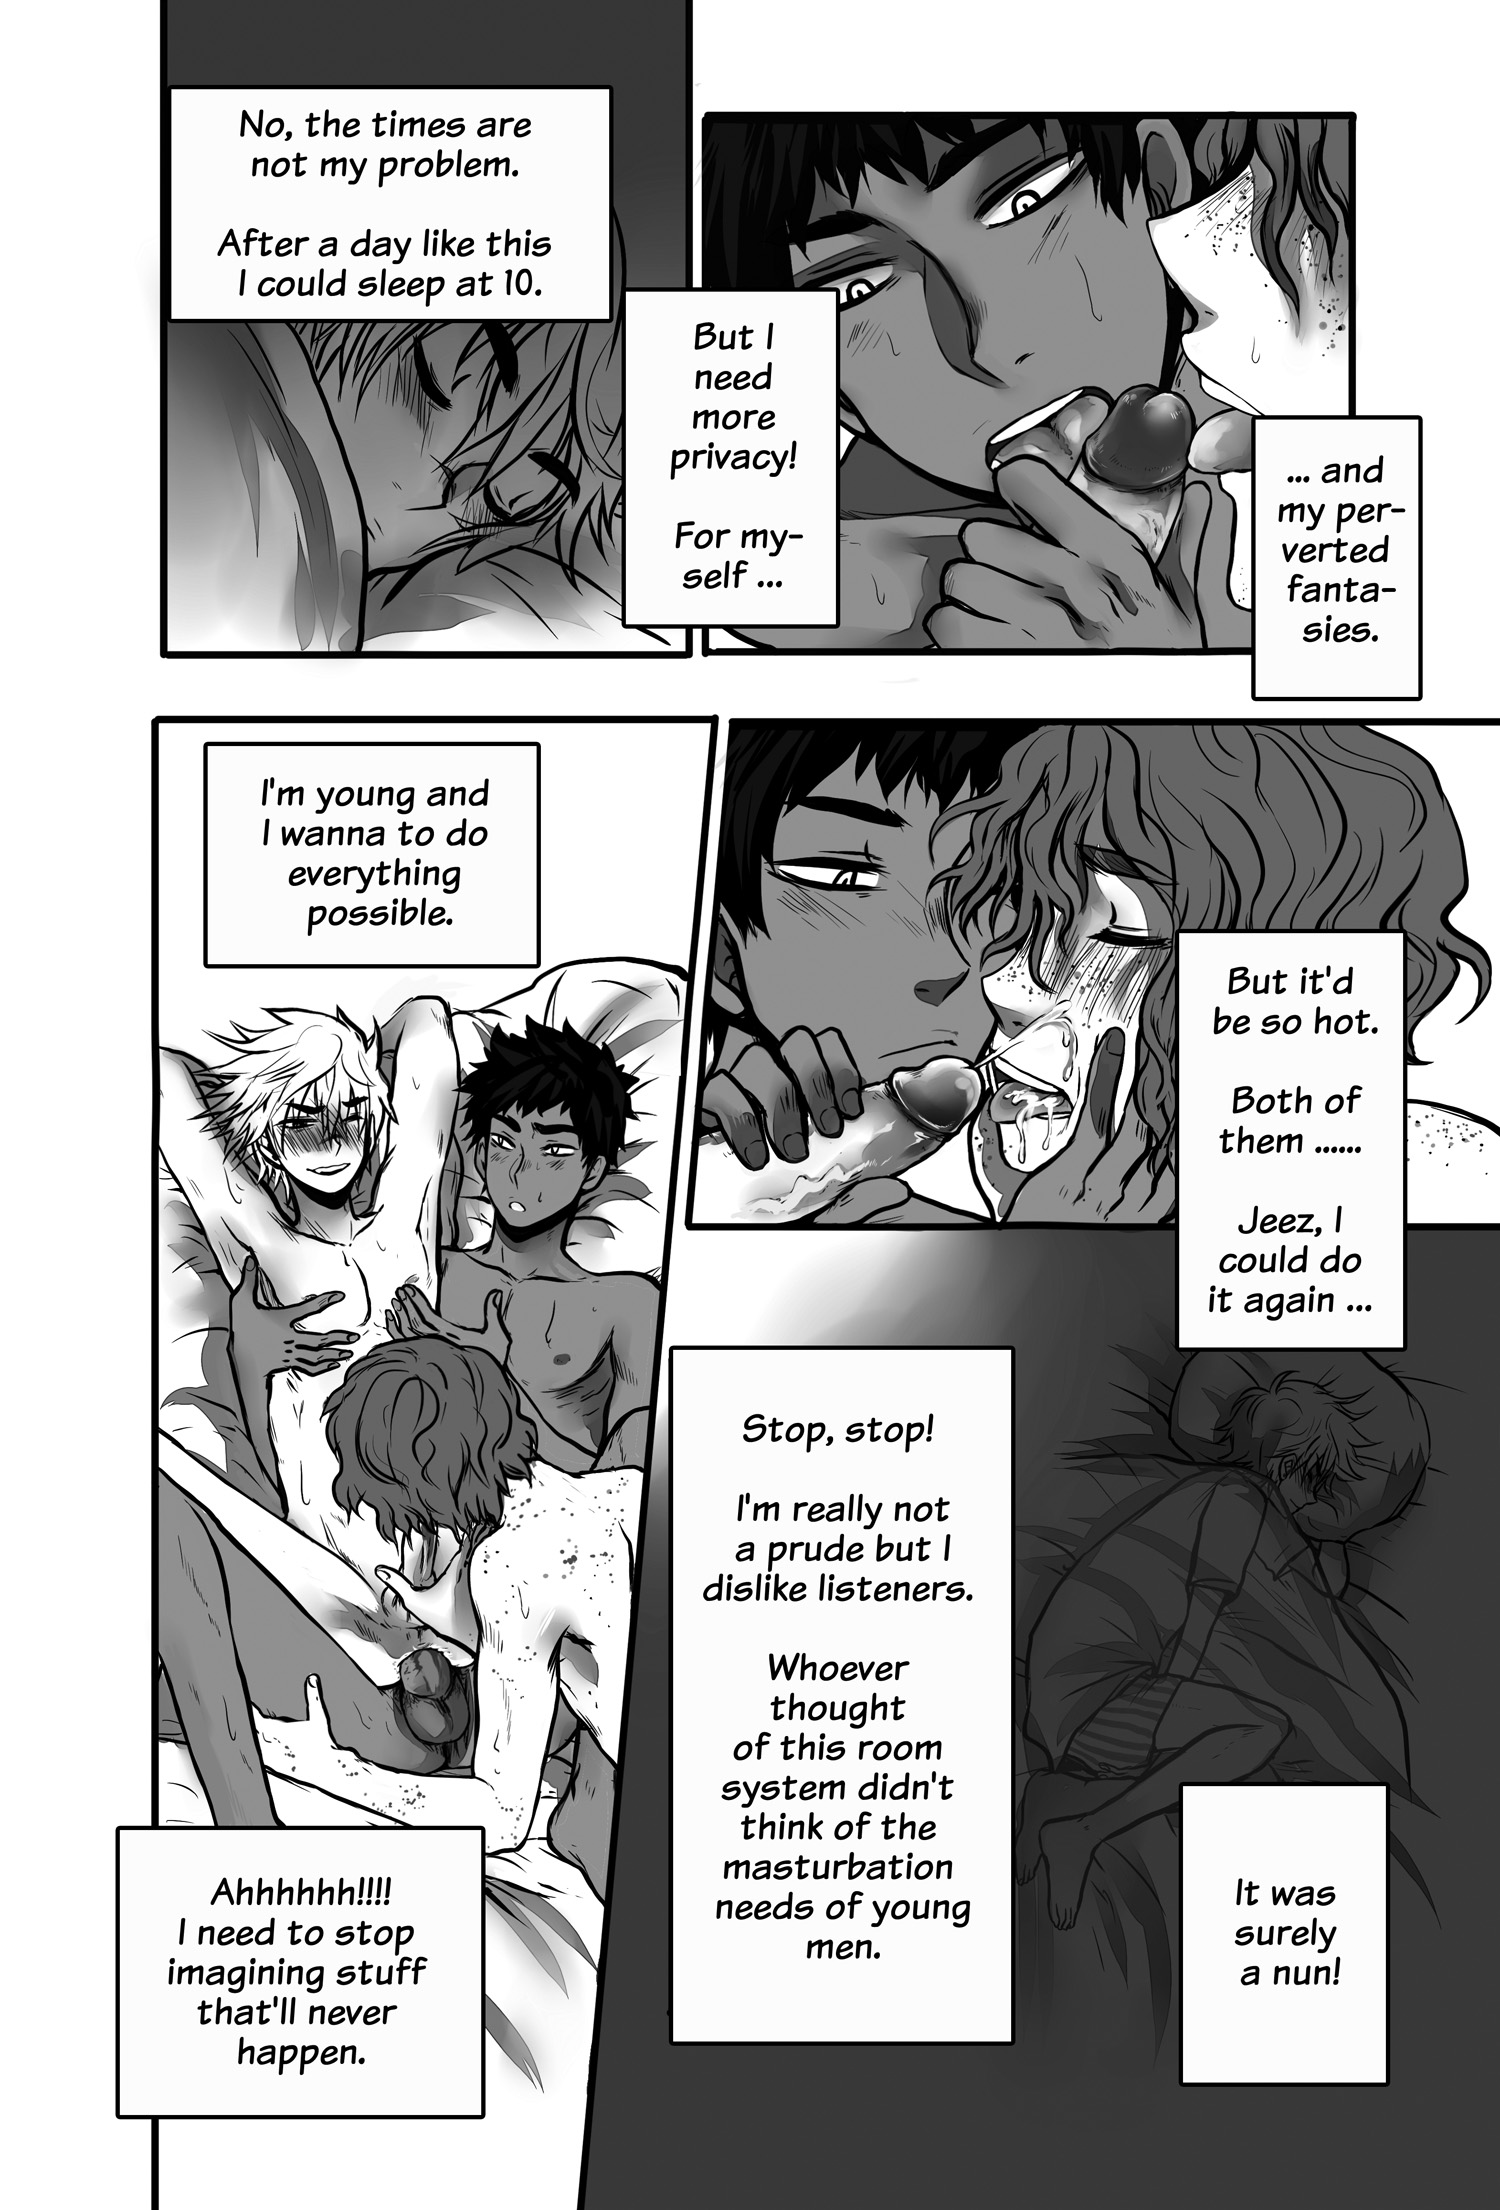 No, the times are
not my problem.
After a day like this
I could sleep at 10.
But I
need
more
privacy!
For my-
self ...
... and
my per-
verted
fanta-
sies.
I'm young and
I wanna to do
everything
possible.
But it'd
be so hot.
Both of
them ......
Jeez, I
could do
it again ...
Ahhhhhh!!!!
I need to stop
imagining stuff
that'll never
happen.
Stop, stop!
I'm really not
a prude but I
dislike listeners.
Whoever
thought
of this room
system didn't
think of the
masturbation
needs of young
men.
It was
surely
a nun!